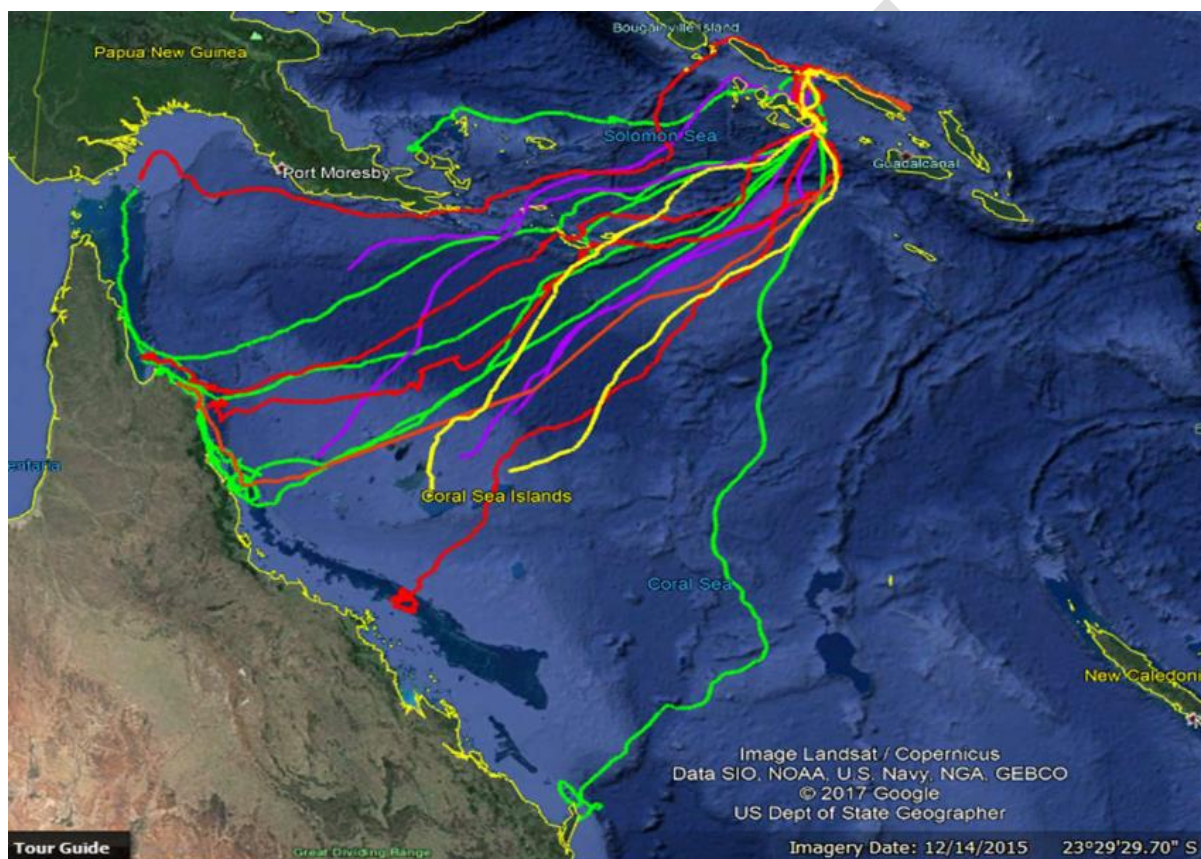 Bougainville Island
Papua New Guinea
Solomon Sea
Guadalcanal
Port Moresby
entaria
Coral Sea Islands
Coral Sea
New Caledoni
Image Landsat / Copernicus
Data SIO, NOAA, U.S. Navy, NGA, GEBCO
© 2017 Google
US Dept of State Geographer
Tour Guide
Great Dividing Range
Imagery Date: 12/14/2015 23°29'29.70" S